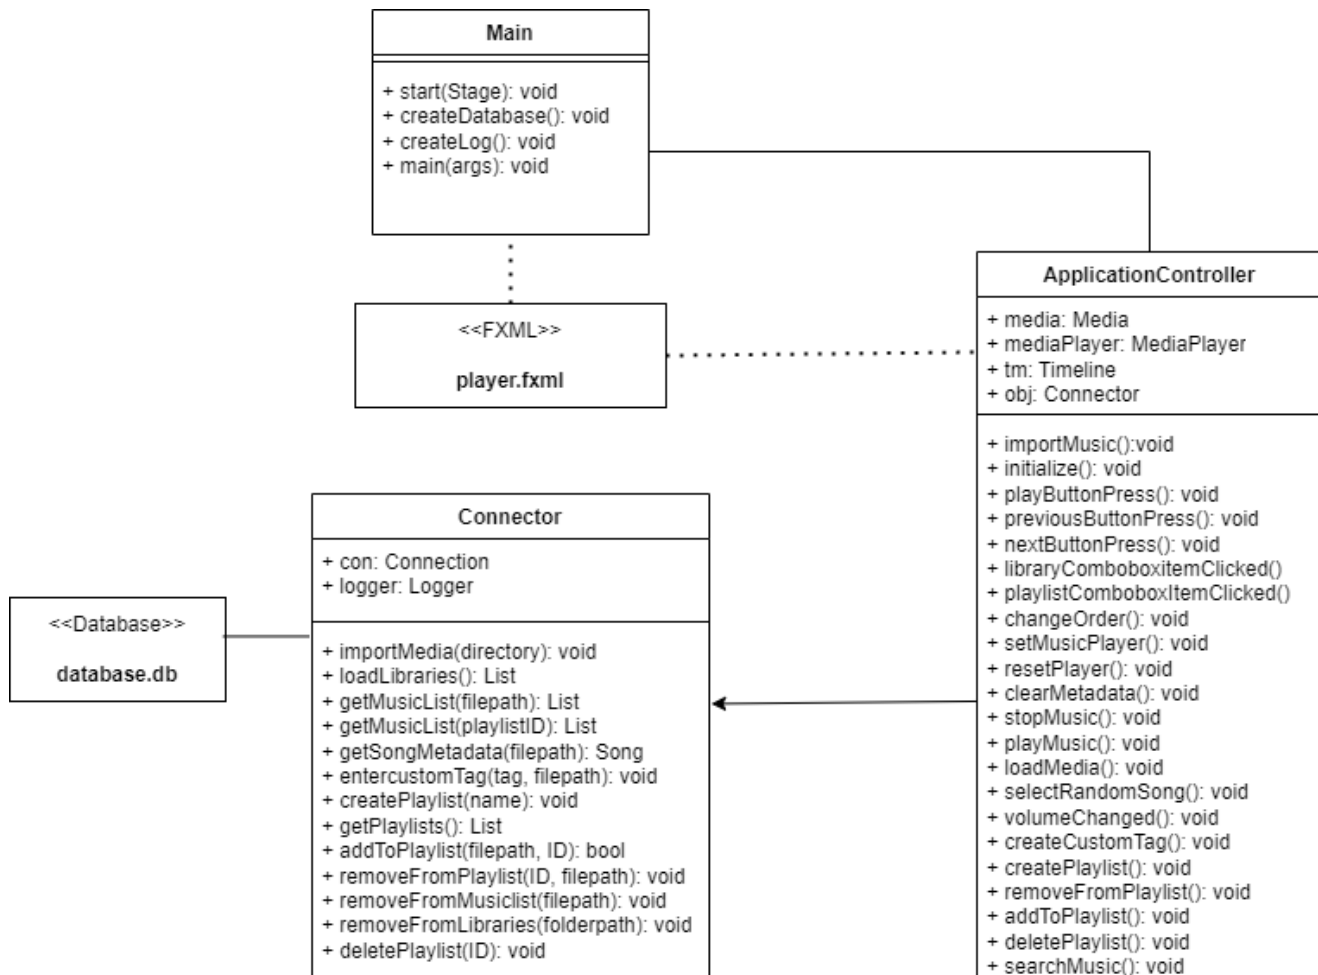 Main
+ start(Stage): void
+ createDatabase(): void
+ createLog(): void
+ main(args): void
<<FXML>>
player.fxml
ApplicationController
+ media: Media
+ mediaPlayer: MediaPlayer
+ tm: Timeline
+ obj: Connector
+ importMusic():void
+ initialize(): void
+ playButtonPress(): void
+ previousButtonPress(): void
+ nextButtonPress(): void
+ libraryComboboxitemClicked()
+ playlistComboboxItemClicked()
+ changeOrder(): void
+ setMusicPlayer(): void
+ resetPlayer(): void
+ clearMetadata(): void
+ stopMusic(): void
+ playMusic(): void
+ loadMedia(): void
+ selectRandomSong(): void
+ volumeChanged(): void
+ createCustomTag(): void
+ createPlaylist(): void
+ removeFromPlaylist(): void
+ addToPlaylist(): void
+ deletePlaylist(): void
+ searchMusic(): void
Connector
+ con: Connection
+ logger: Logger
+ importMedia(directory): void
+ loadLibraries(): List
+ getMusicList(filepath): List
+ getMusicList(playlistID): List
+ getSongMetadata(filepath): Song
+ entercustomTag(tag, filepath): void
+ createPlaylist(name): void
+ getPlaylists(): List
+ addToPlaylist(filepath, ID): bool
+ removeFromPlaylist(ID, filepath): void
+ removeFromMusiclist(filepath): void
+ removeFromLibraries(folderpath): void
+ deletePlaylist(ID): void
<<Database>>
database.db